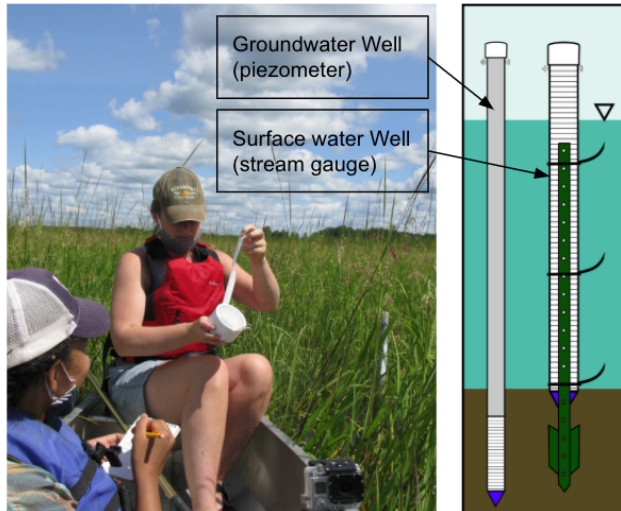 Groundwater Well
(piezometer)
Surface water Well
(stream gauge)